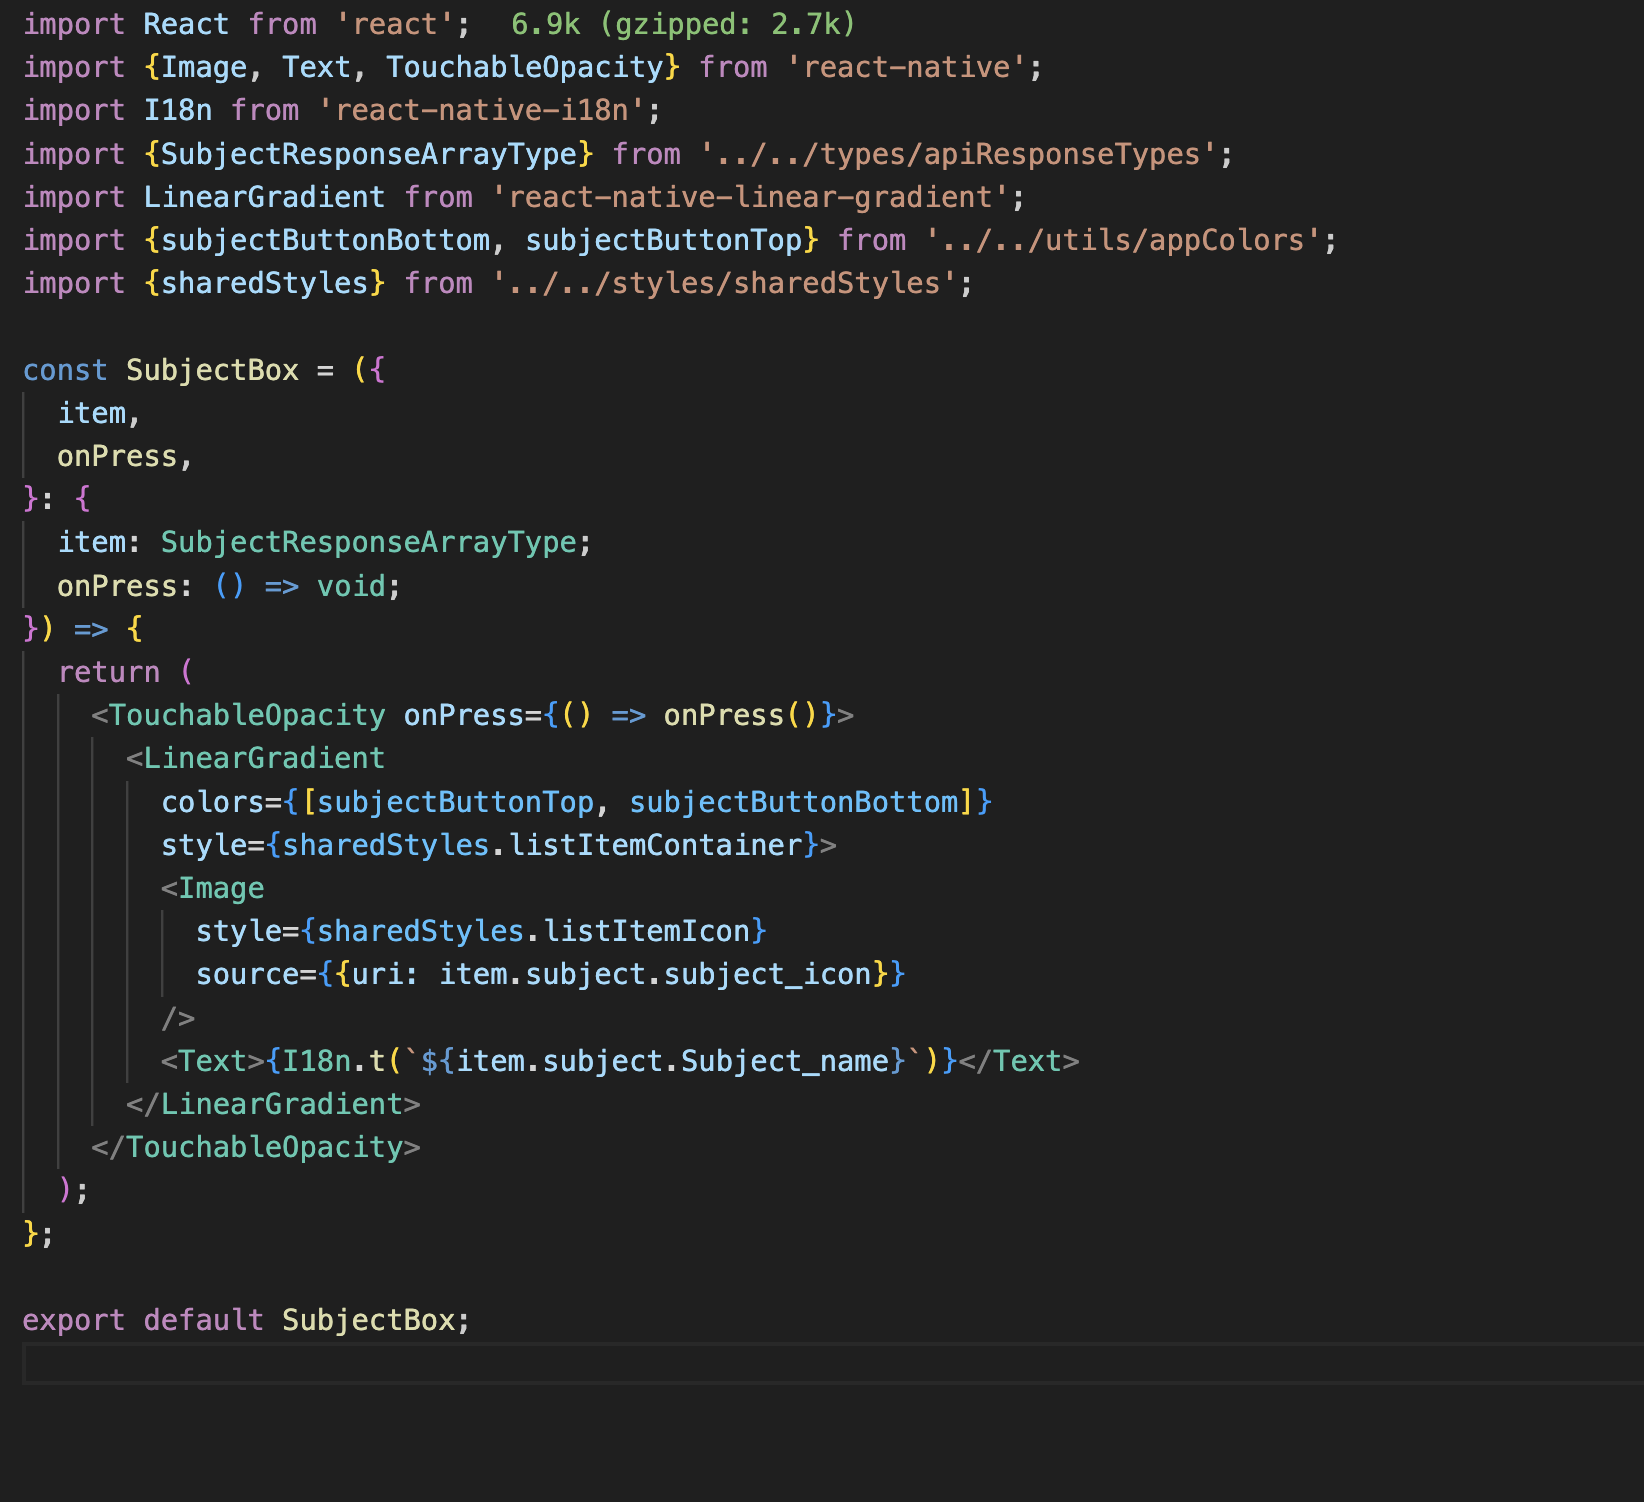 import React from 'react';  6.9k (gzipped: 2.7k)
import {Image, Text, TouchableOpacity} from 'react-native';
import I18n from 'react-native-i18n';
import {SubjectResponseArrayType} from '../../types/apiResponseTypes';
import LinearGradient from 'react-native-linear-gradient';
import {subjectButtonBottom, subjectButtonTop} from '../../utils/appColors';
import {sharedStyles} from '../../styles/sharedStyles';

const SubjectBox = ({
  item,
  onPress,
}: {
  item: SubjectResponseArrayType;
  onPress: () => void;
}) => {
  return (
    <TouchableOpacity onPress={() => onPress()}>
      <LinearGradient
        colors={[subjectButtonTop, subjectButtonBottom]}
        style={sharedStyles.listItemContainer}>
        <Image
          style={sharedStyles.listItemIcon}
          source={{uri: item.subject.subject_icon}}
        />
        <Text>{I18n.t(`${item.subject.Subject_name}`)}</Text>
      </LinearGradient>
    </TouchableOpacity>
  );
};

export default SubjectBox;